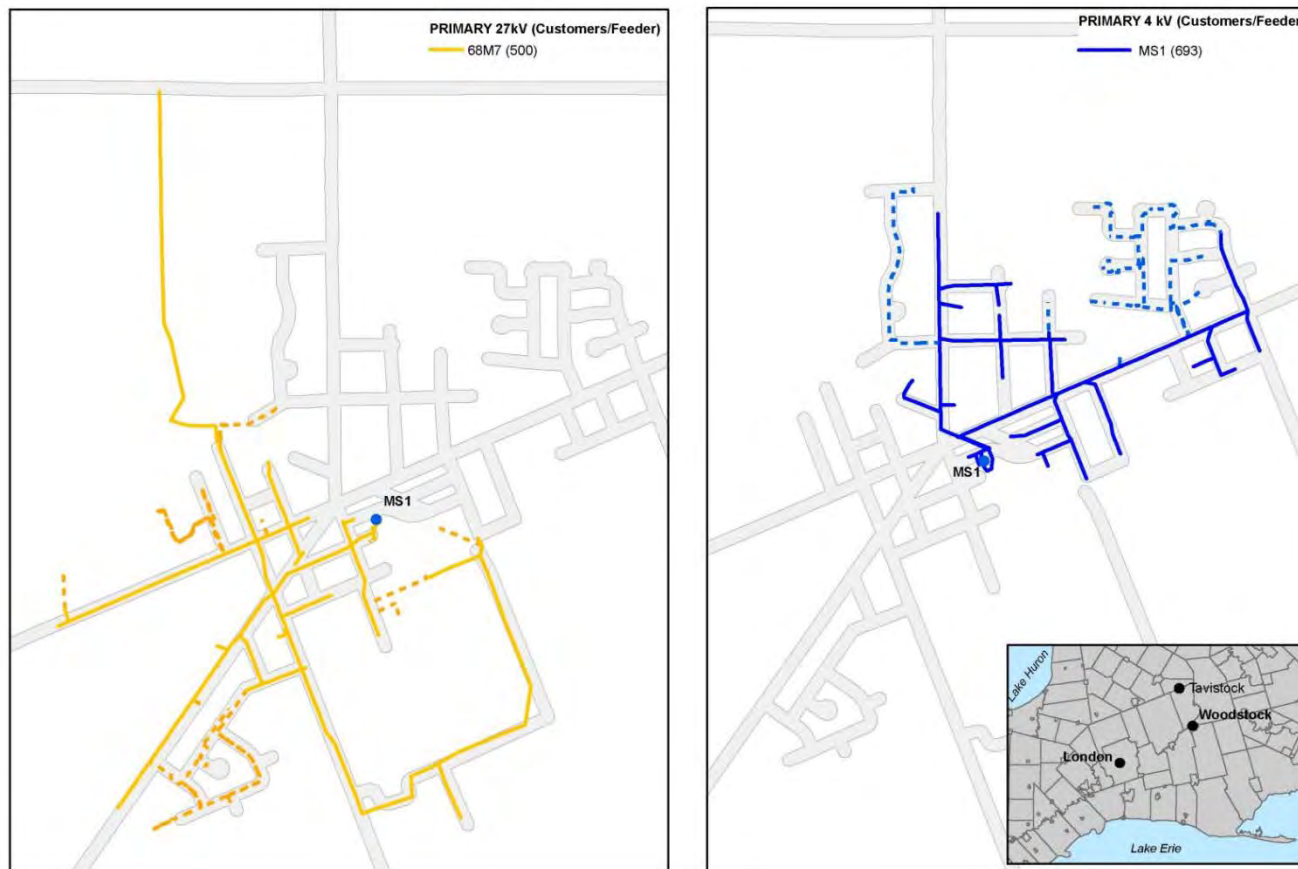 PRIMARY 27kV (Customers/Feeder)
68M7 (500)
MS1
PRIMARY 4 kV (Customers/Feeder
MS1 (693)
MS1
Lake Huron
Tavistock
Woodstock
London
Lake Erie